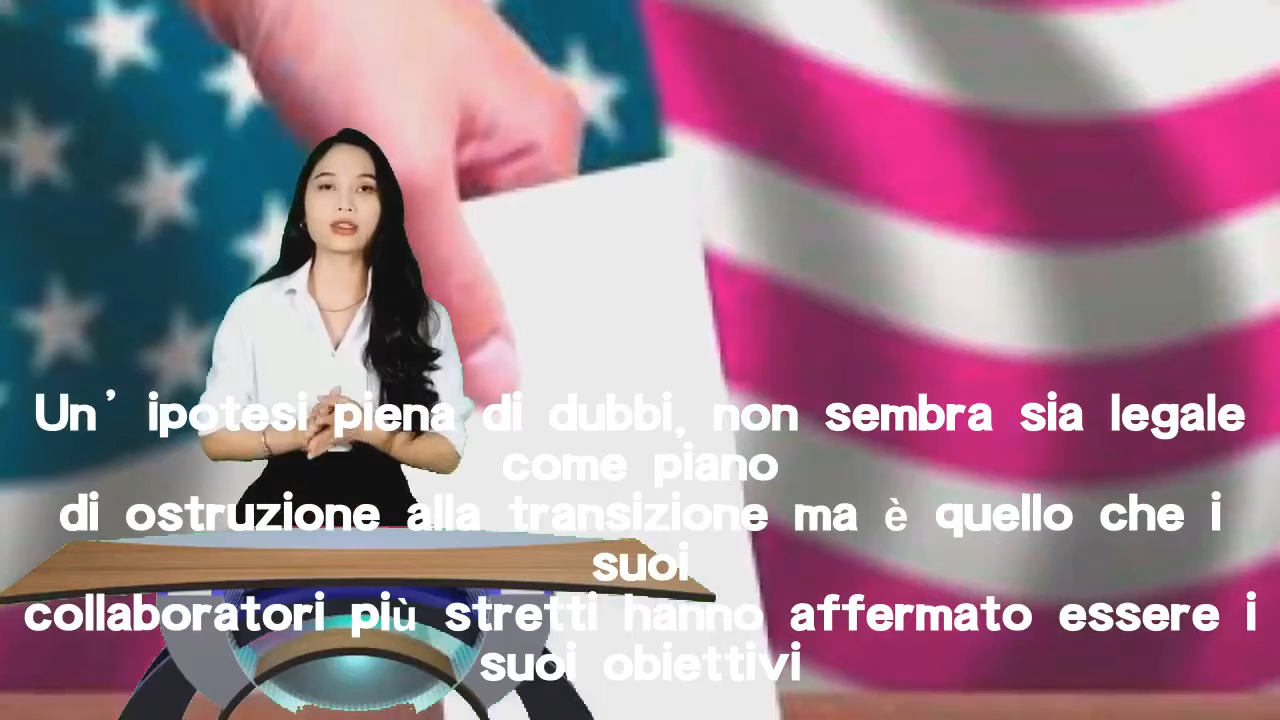 Un’ipotesi piena di dubbi, non sembra sia legale
come piano
di ostruzione alla transizione ma è quello che i
suoi
collaboratori più stretti hanno affermato essere i
suoi obiettivi